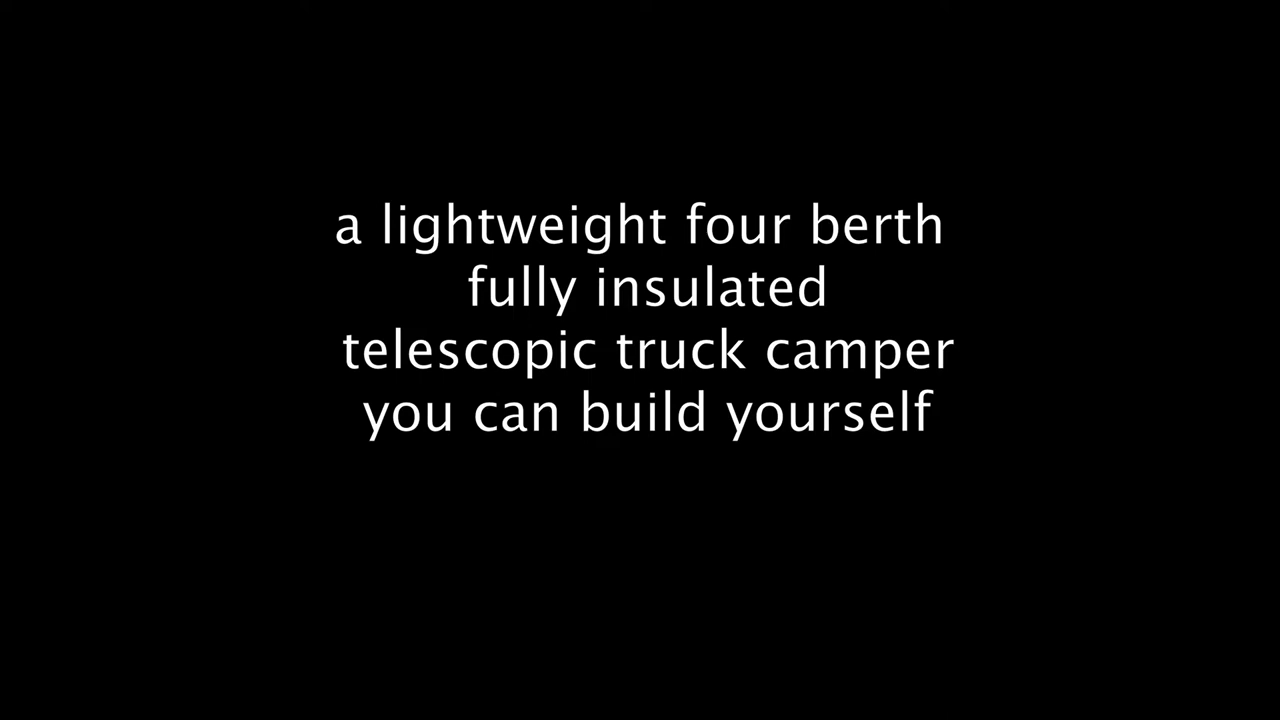 a lightweight four berth
fully insulated
telescopic truck camper
you can build yourself